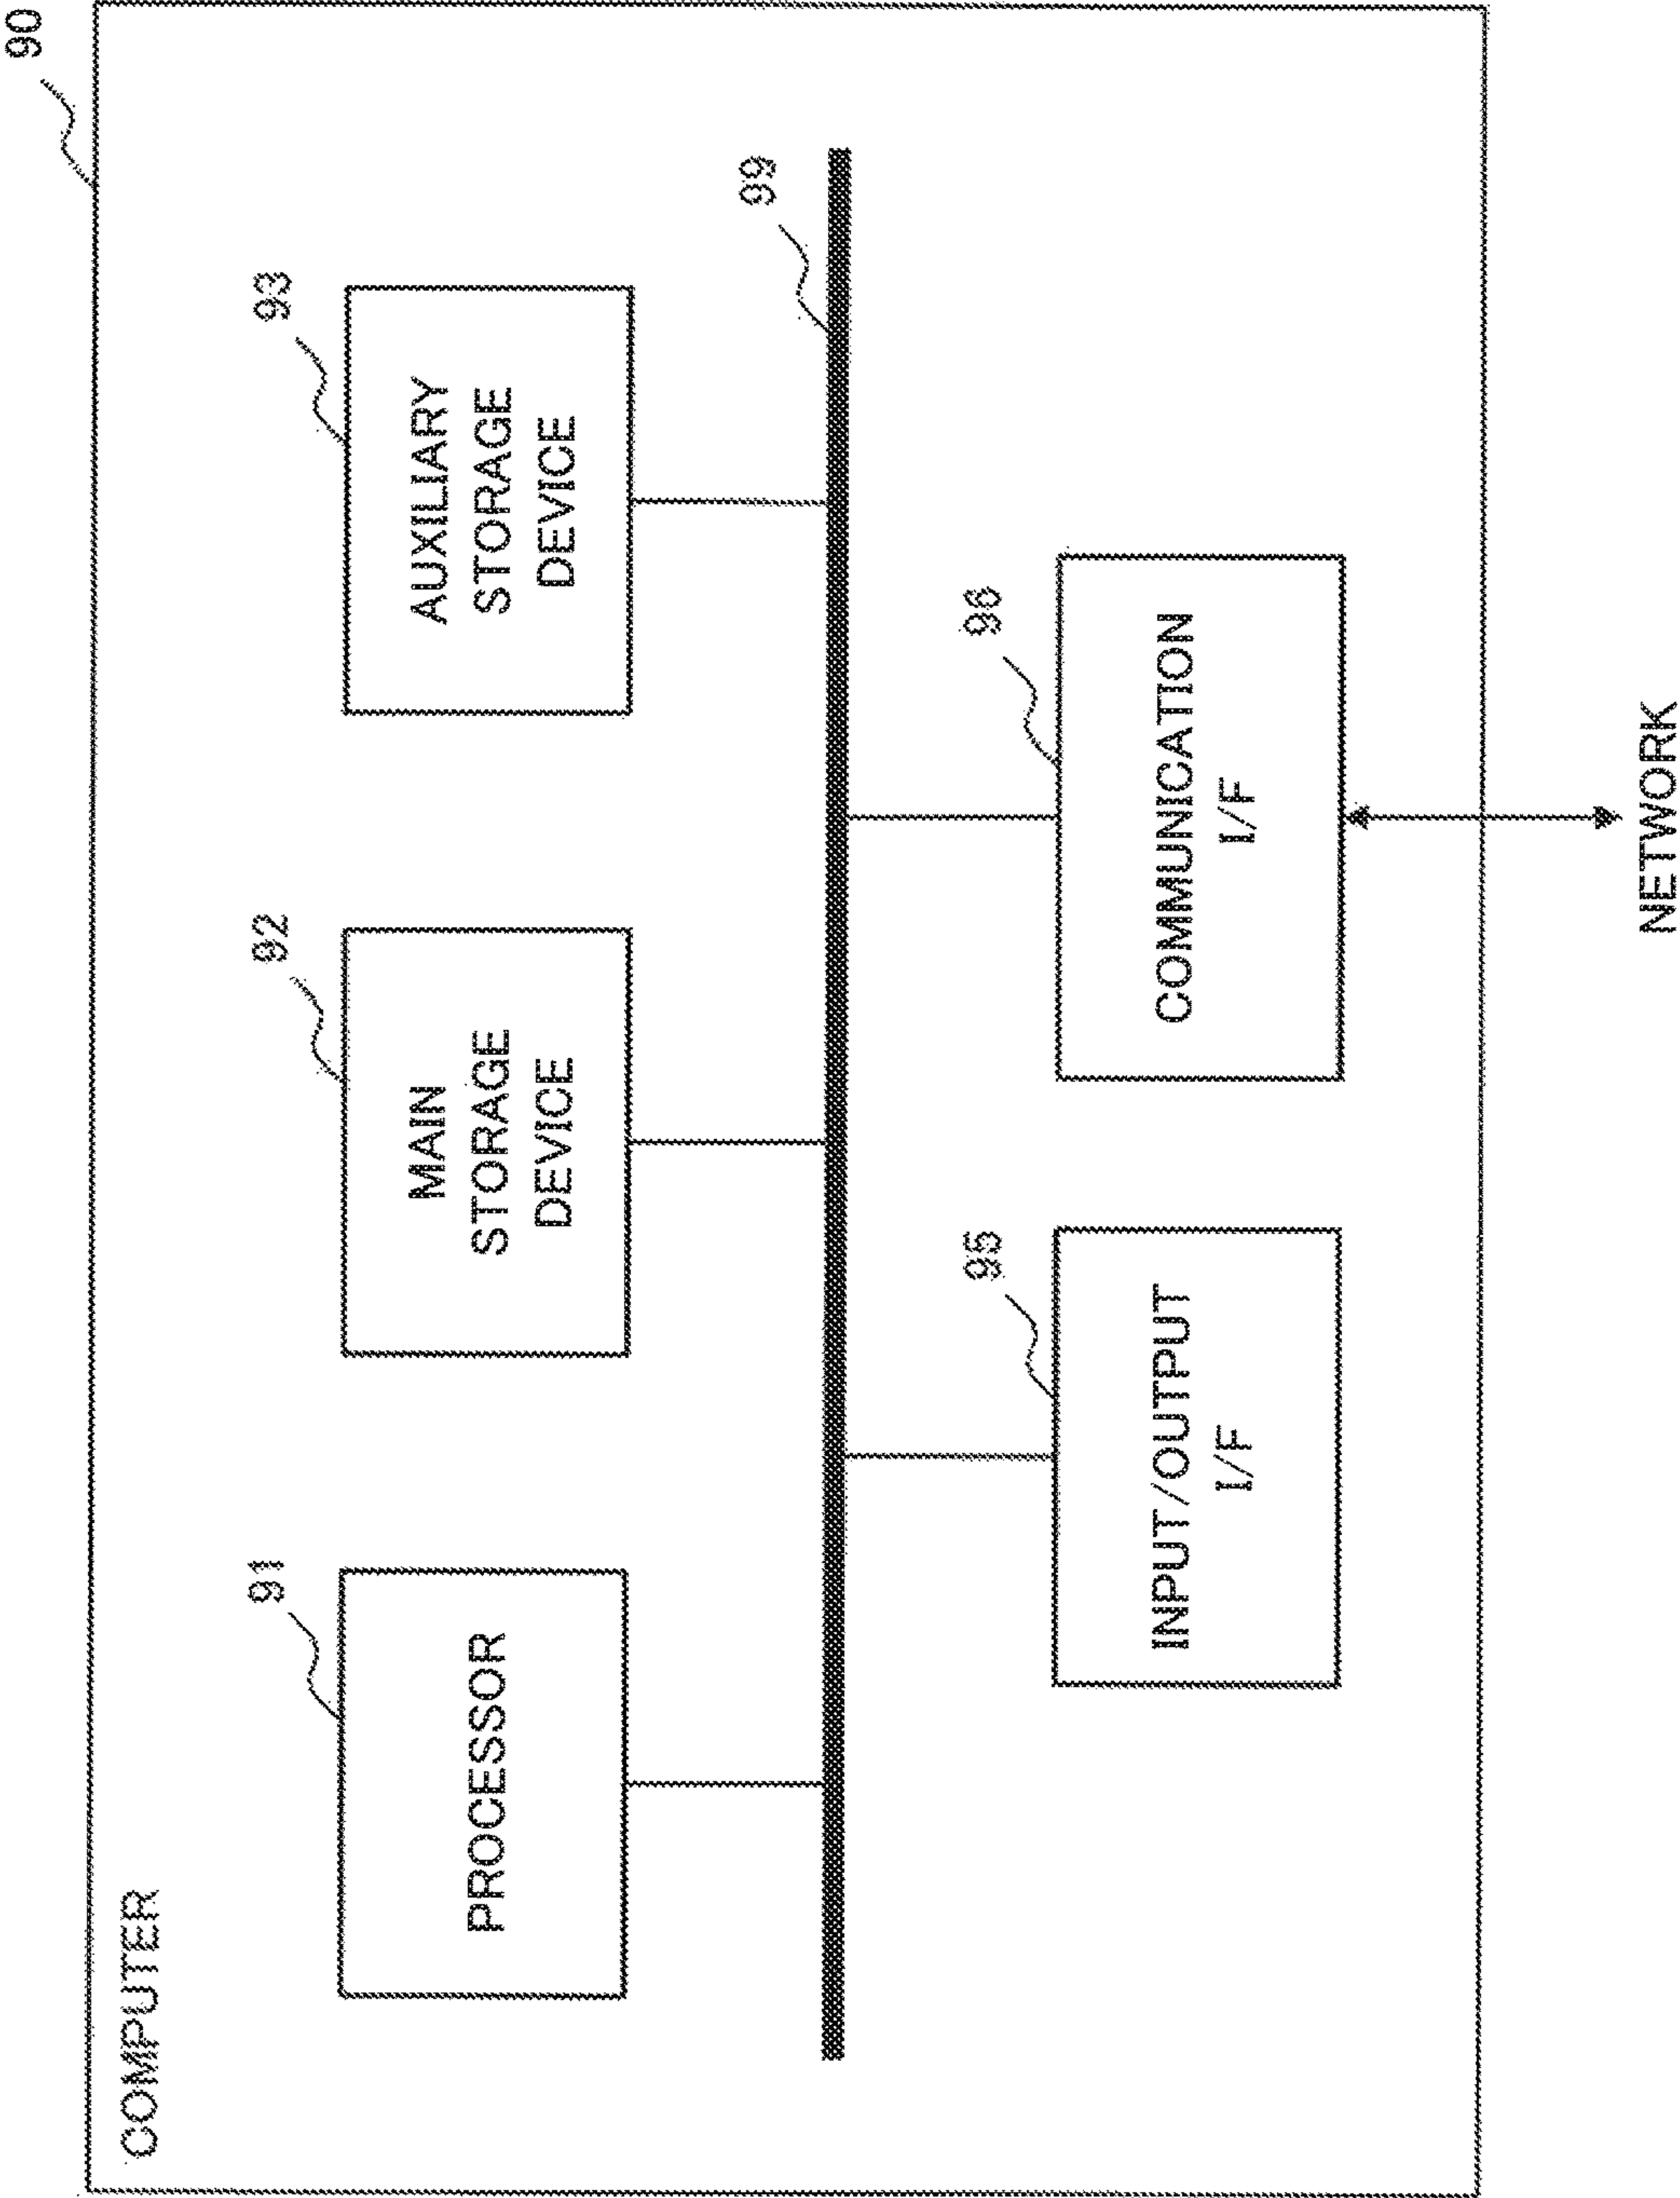 90
COMPUTER
91
PROCESSOR
92
MAIN
STORAGE
DEVICE
93
AUXILIARY
STORAGE
DEVICE
99
95
INPUT/OUTPUT
I/F
96
COMMUNICATION
I/F
NETWORK